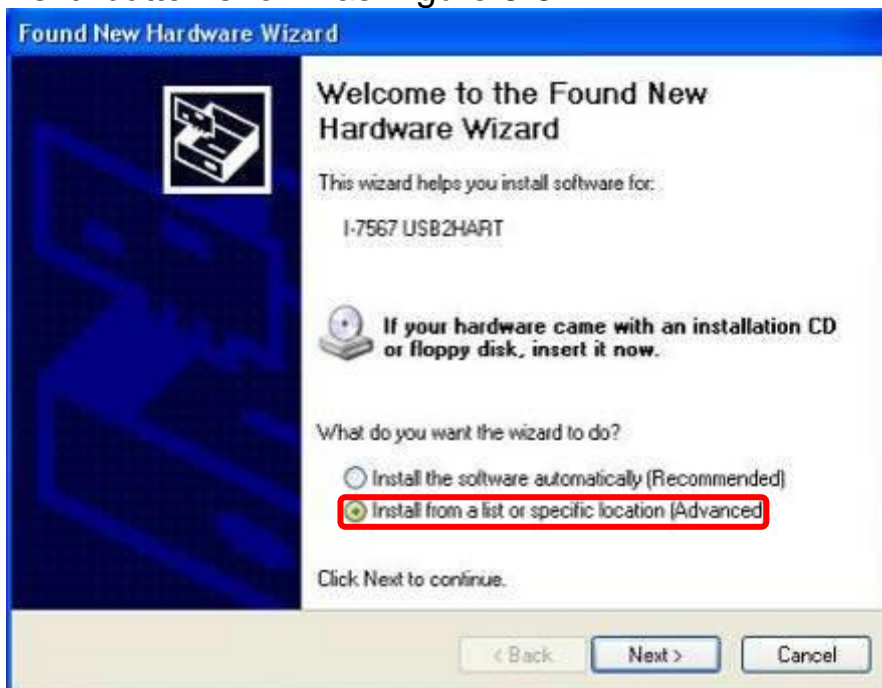 Found New Hardware Wizard
Welcome to the Found New
Hardware Wizard
This wizard helps you install software for:
I-7567 USB2HART
If your hardware came with an installation CD
or floppy disk, insert it now.
What do you want the wizard to do?
Install the software automatically (Recommended)
Install from a list or specific location (Advanced
Click Next to continue.
< Back
Next >
Cancel